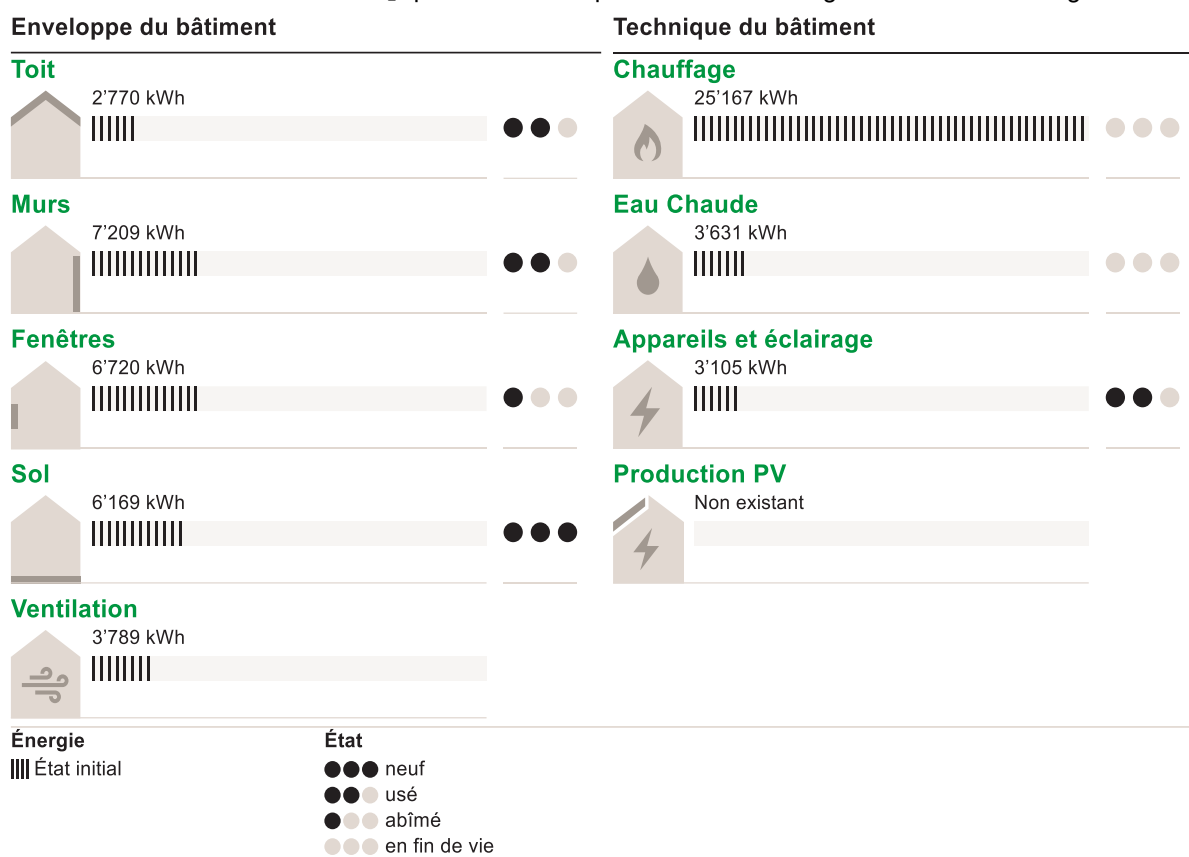 Enveloppe du bâtiment
Toit
2’770 kWh
Murs
7’209 kWh
Fenêtres
6’720 kWh
Sol
6’169 kWh
Ventilation
3’789 kWh
Technique du bâtiment
Chauffage
25’167 kWh
Eau Chaude
3’631 kWh
Appareils et éclairage
3’105 kWh
Production PV
Non existant
Énergie
État initial
État
neuf
usé
abîmé
en fin de vie